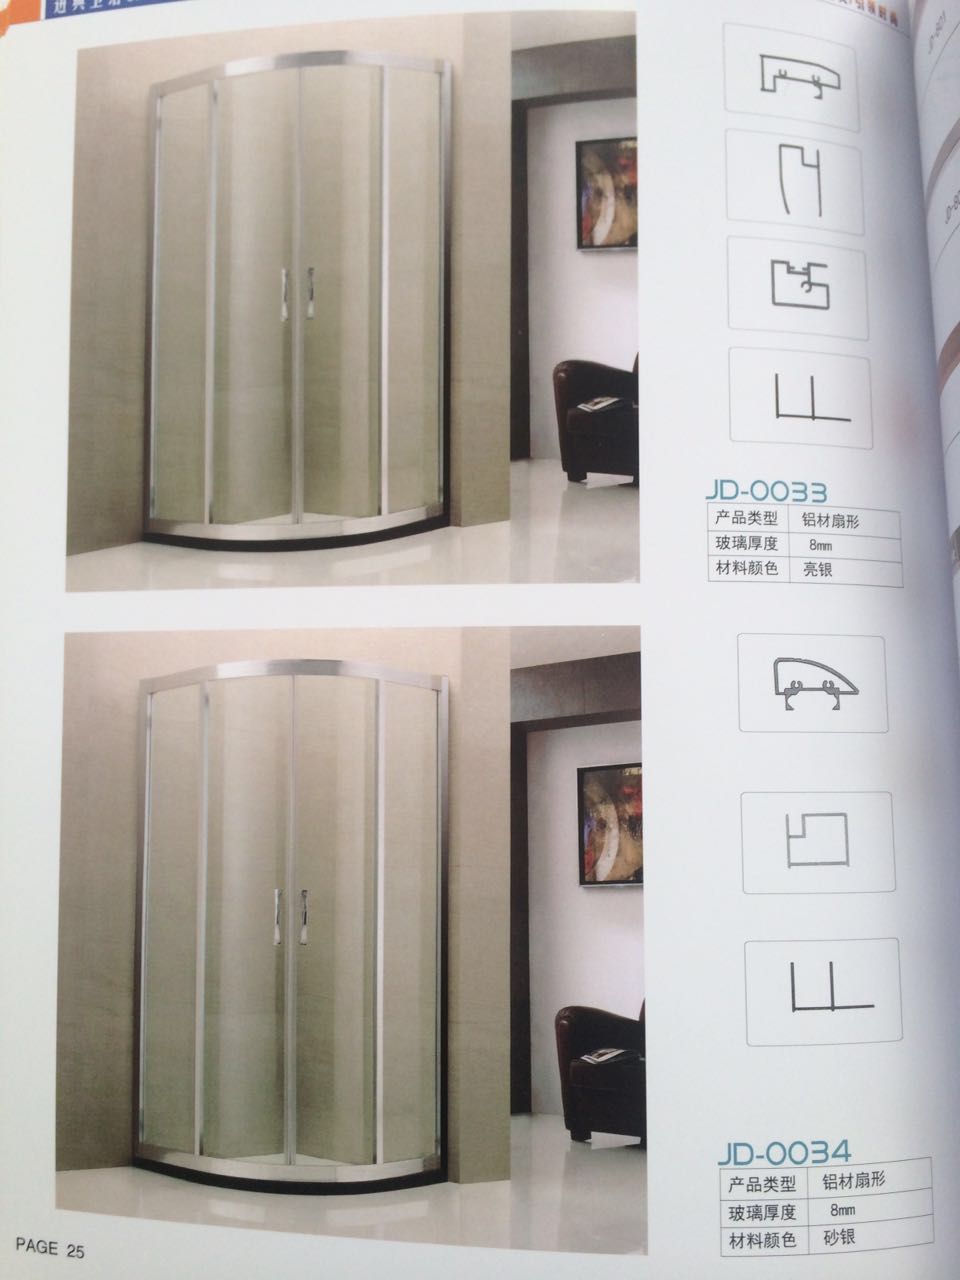 JD-801
JD-0033
产品类型 铝材扇形
玻璃厚度 8mm
材料颜色 亮银
JD-0034
产品类型 铝材扇形
玻璃厚度 8mm
材料颜色 砂银
PAGE 25